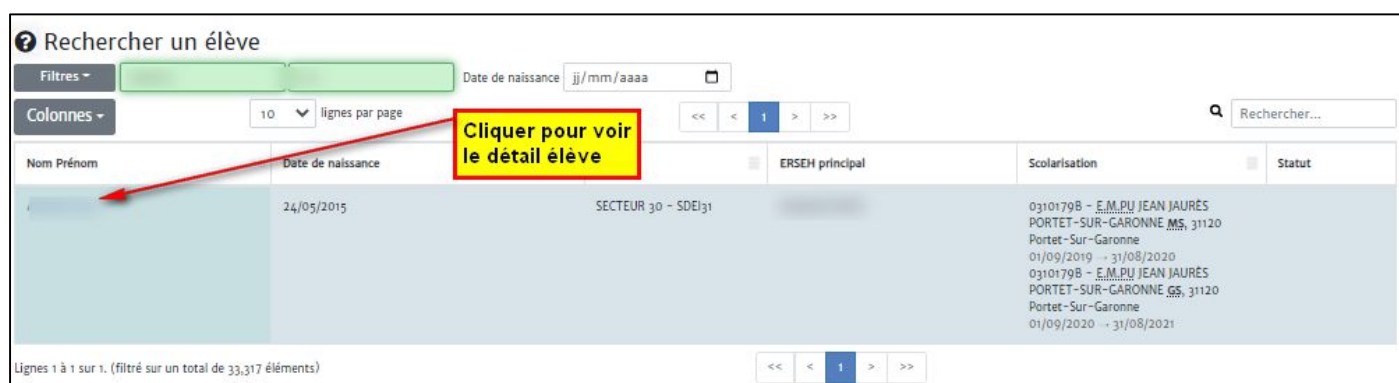 Rechercher un élève
Filtres
Date de naissance jj/mm/aaaa
Colonnes
10 lignes par page
<< < 1 > >>
Rechercher...
Cliquer pour voir
le détail élève
Nom Prénom Date de naissance ERSEH principal Scolarisation Statut
24/05/2015 SECTEUR 30 - SDEI31
0310179B - E.M.PU JEAN JAURÈS
PORTET-SUR-GARONNE MS, 31120
Portet-Sur-Garonne
01/09/2019 → 31/08/2020
0310179B - E.M.PU JEAN JAURÈS
PORTET-SUR-GARONNE GS, 31120
Portet-Sur-Garonne
01/09/2020 → 31/08/2021
Lignes 1 à 1 sur 1. (filtré sur un total de 33,317 éléments)
<< < 1 > >>